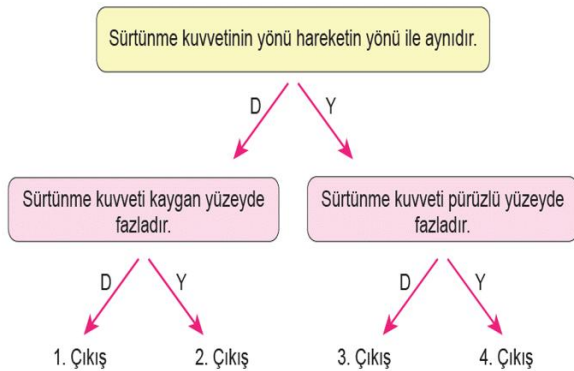 Sürtünme kuvvetinin yönü hareketin yönü ile aynıdır.
D
Y
Sürtünme kuvveti kaygan yüzeyde
fazladır.
Sürtünme kuvveti pürüzlü yüzeyde
fazladır.
D
Y
D
Y
1. Çıkış
2. Çıkış
3. Çıkış
4. Çıkış